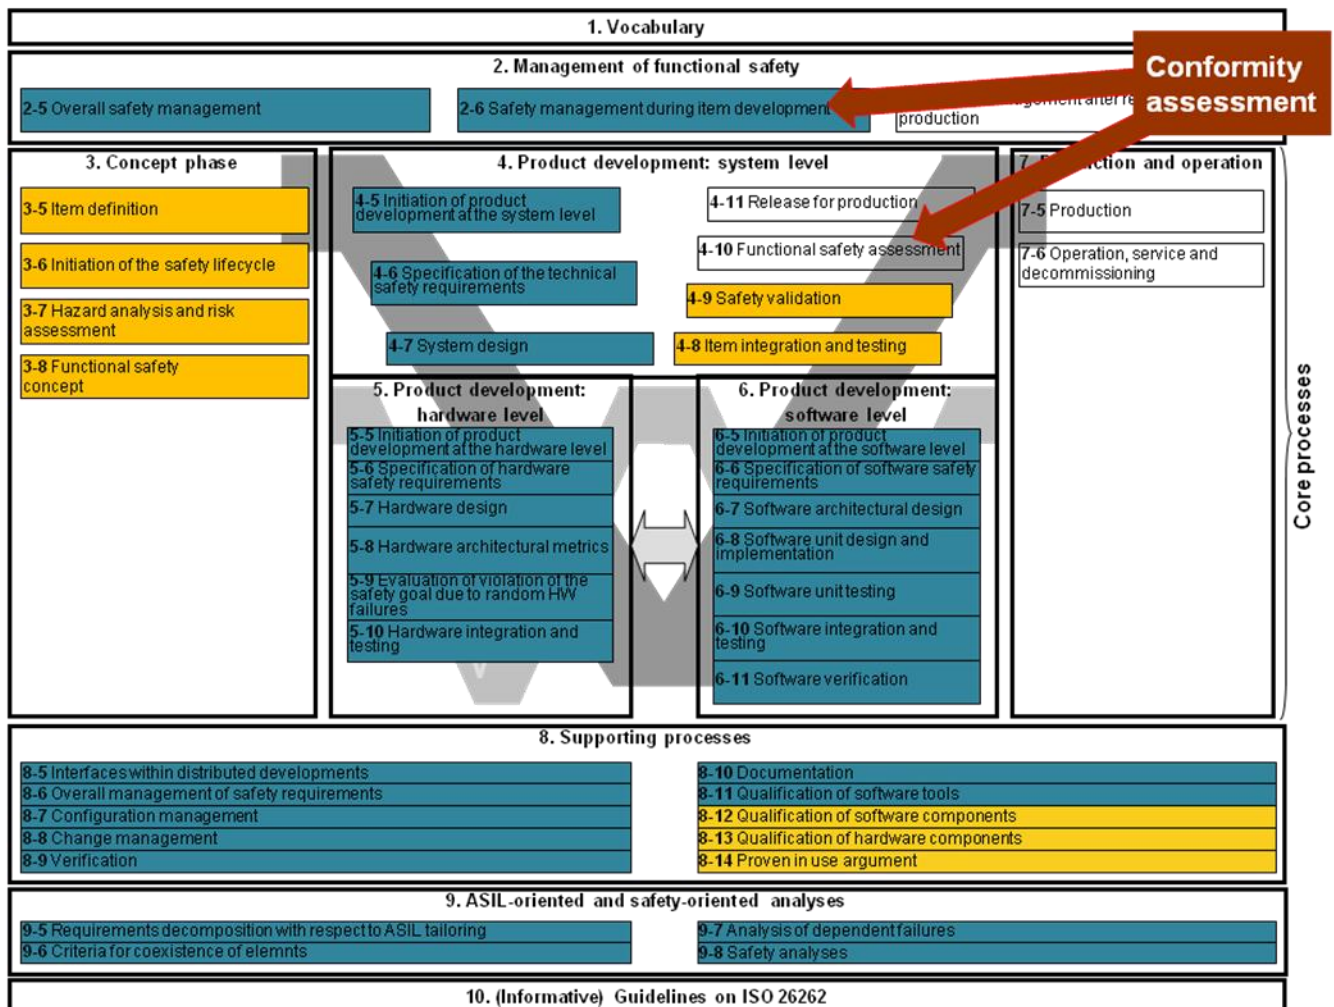 1. Vocabulary
2. Management of functional safety
Conformity
assessment
2-5 Overall safety management
2-6 Safety management during item development
production
3. Concept phase
3-5 Item definition
3-6 Initiation of the safety lifecycle
3-7 Hazard analysis and risk
assessment
3-8 Functional safety
concept
4. Product development: system level
4-5 Initiation of product
development at the system level
4-6 Specification of the technical
safety requirements
4-7 System design
4-11 Release for production
4-10 Functional safety assessment
4-9 Safety validation
4-8 Item integration and testing
and operation
7-5 Production
7-6 Operation, service and
decommissioning
5. Product development:
hardware level
5-5 Initiation of product
development at the hardware level
5-6 Specification of hardware
safety requirements
5-7 Hardware design
5-8 Hardware architectural metrics
5-9 Evaluation of violation of the
safety goal due to random HW
failures
5-10 Hardware integration and
testing
6. Product development:
software level
6-5 Initiation of product
development at the software level
6-6 Specification of software safety
requirements
6-7 Software architectural design
6-8 Software unit design and
implementation
6-9 Software unit testing
6-10 Software integration and
testing
6-11 Software verification
Core processes
8. Supporting processes
8-5 Interfaces within distributed developments
8-6 Overall management of safety requirements
8-7 Configuration management
8-8 Change management
8-9 Verification
8-10 Documentation
8-11 Qualification of software tools
8-12 Qualification of software components
8-13 Qualification of hardware components
8-14 Proven in use argument
9. ASIL-oriented and safety-oriented analyses
9-5 Requirements decomposition with respect to ASIL tailoring
9-6 Criteria for coexistence of elemnts
9-7 Analysis of dependent failures
9-8 Safety analyses
10. (Informative) Guidelines on ISO 26262